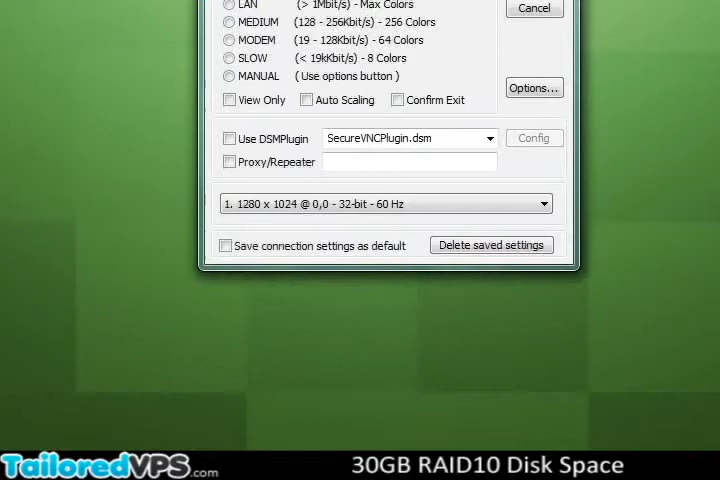 LAN (> 1Mbit/s) - Max Colors
Cancel
MEDIUM (128 - 256Kbit/s) - 256 Colors
MODEM (19 - 128Kbit/s) - 64 Colors
SLOW (< 19kKbit/s) - 8 Colors
MANUAL (Use options button )
Options...
View Only Auto Scaling Confirm Exit
Use DSMPlugin SecureVNCPlugin.dsm Config
Proxy/Repeater
1. 1280 x 1024 @ 0,0 - 32-bit - 60 Hz
Save connection settings as default Delete saved settings
TailoredVPS.com 30GB RAID10 Disk Space